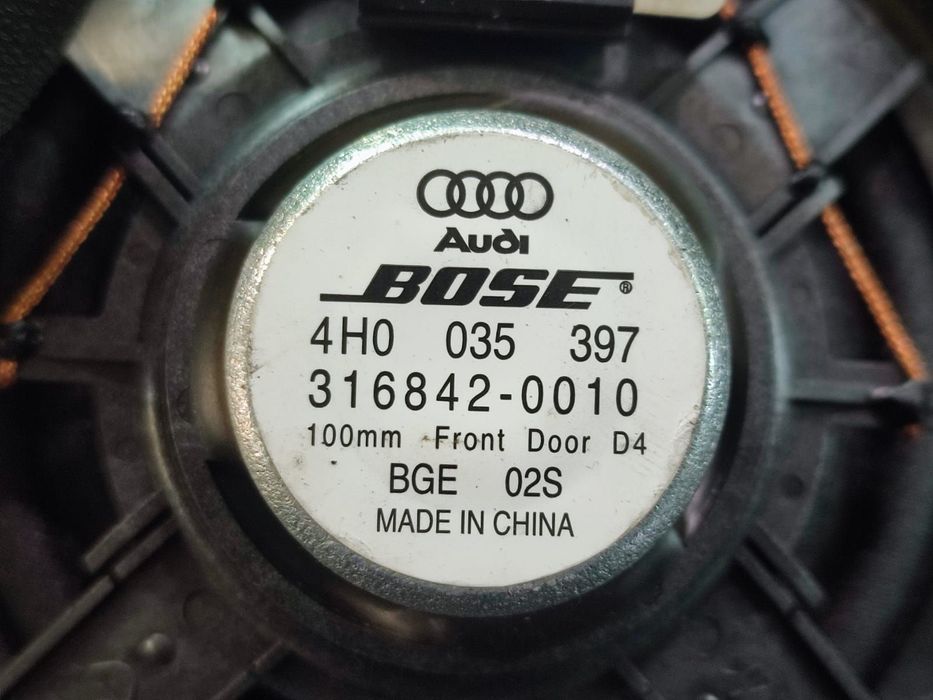 Audi
BOSE®
4H0 035 397
316842-0010
100mm Front Door D4
BGE 02S
MADE IN CHINA